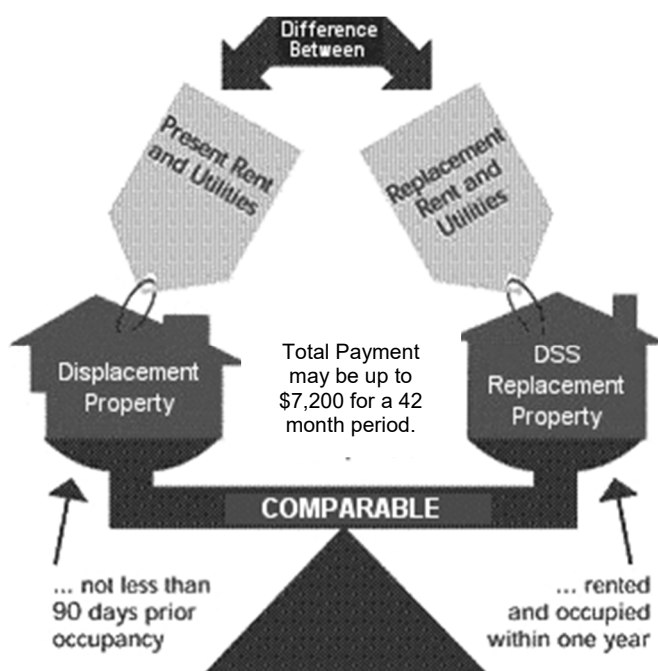 Difference
Between
Present Rent
and Utilities
Replacement
Rent and
Utilities
Displacement
Property
Total Payment
may be up to
$7,200 for a 42
month period.
DSS
Replacement
Property
COMPARABLE
... not less than
90 days prior
occupancy
... rented
and occupied
within one year